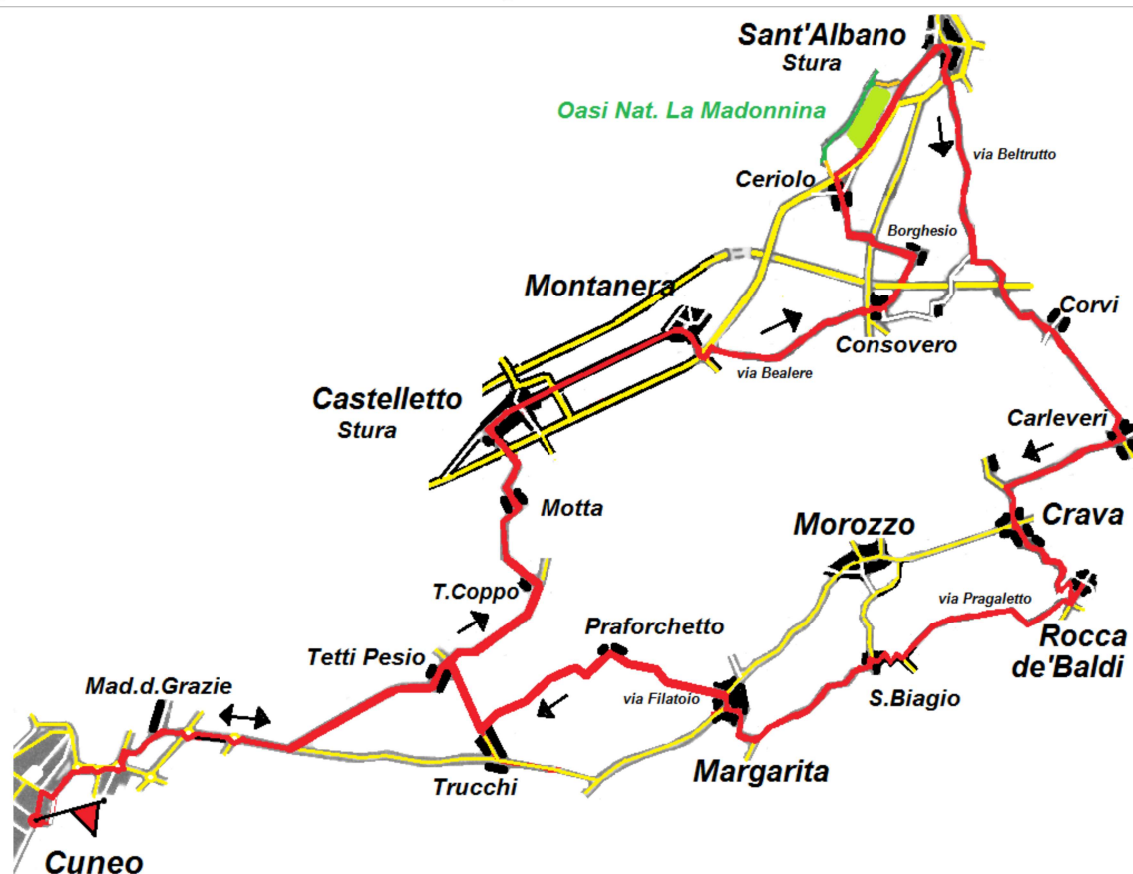 Sant'Albano
Stura
Oasi Nat. La Madonnina
via Beltrutto
Ceriolo
Borghesio
Montanera
Corvi
Consovero
via Bealere
Castelletto
Stura
Carleveri
Motta
Morozzo
Crava
T.Coppo
via Pragaletto
Praforchetto
Rocca
de'Baldi
Tetti Pesio
Mad.d.Grazie
via Filatoio
S.Biagio
Margarita
Trucchi
Cuneo